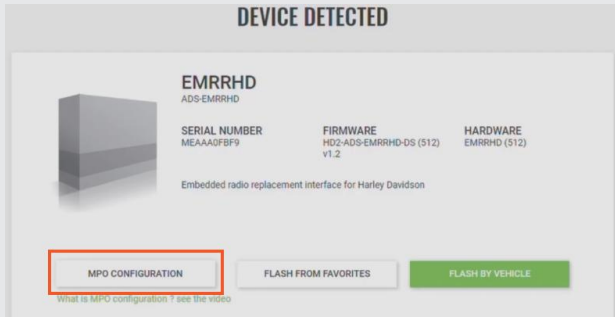 DEVICE DETECTED
EMRRHD
ADS-EMRRHD
SERIAL NUMBER
MEAAA0FBF9
FIRMWARE
HD2-ADS-EMRRHD-DS (512)
v1.2
HARDWARE
EMRRHD (512)
Embedded radio replacement interface for Harley Davidson
MPO CONFIGURATION
FLASH FROM FAVORITES
FLASH BY VEHICLE
What is MPO configuration ? see the video